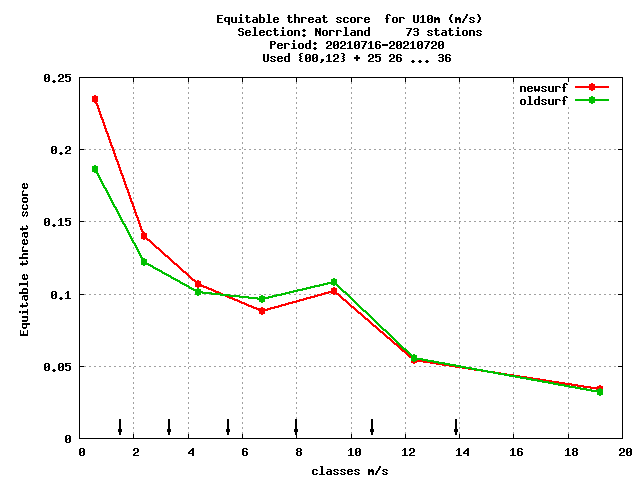 Equitable threat score  for U10m (m/s)
Selection: Norrland     73 stations
Period: 20210716-20210720
Used {00,12} + 25 26 ... 36
newsurf
oldsurf
0.25
0.2
0.15
0.1
0.05
0
Equitable threat score
0 2 4 6 8 10 12 14 16 18 20
classes m/s